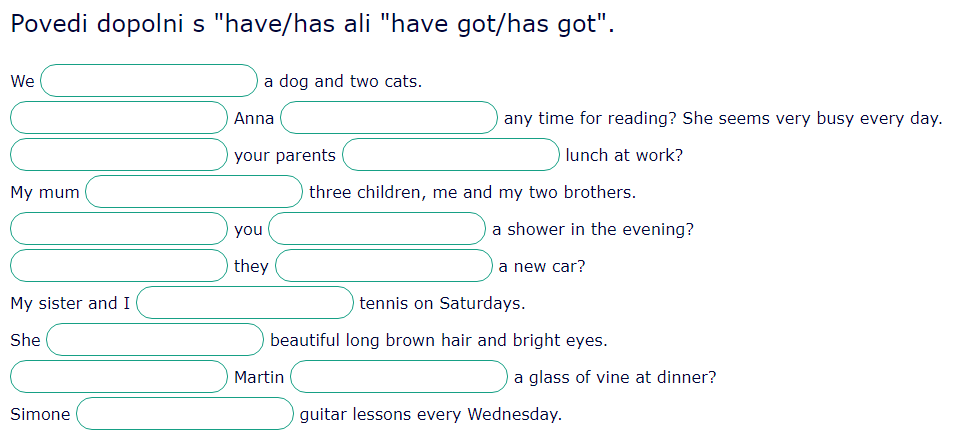 Povedi dopolni s "have/has ali "have got/has got".
We a dog and two cats.
Anna any time for reading? She seems very busy every day.
your parents lunch at work?
My mum three children, me and my two brothers.
you a shower in the evening?
they a new car?
My sister and I tennis on Saturdays.
She beautiful long brown hair and bright eyes.
Martin a glass of vine at dinner?
Simone guitar lessons every Wednesday.